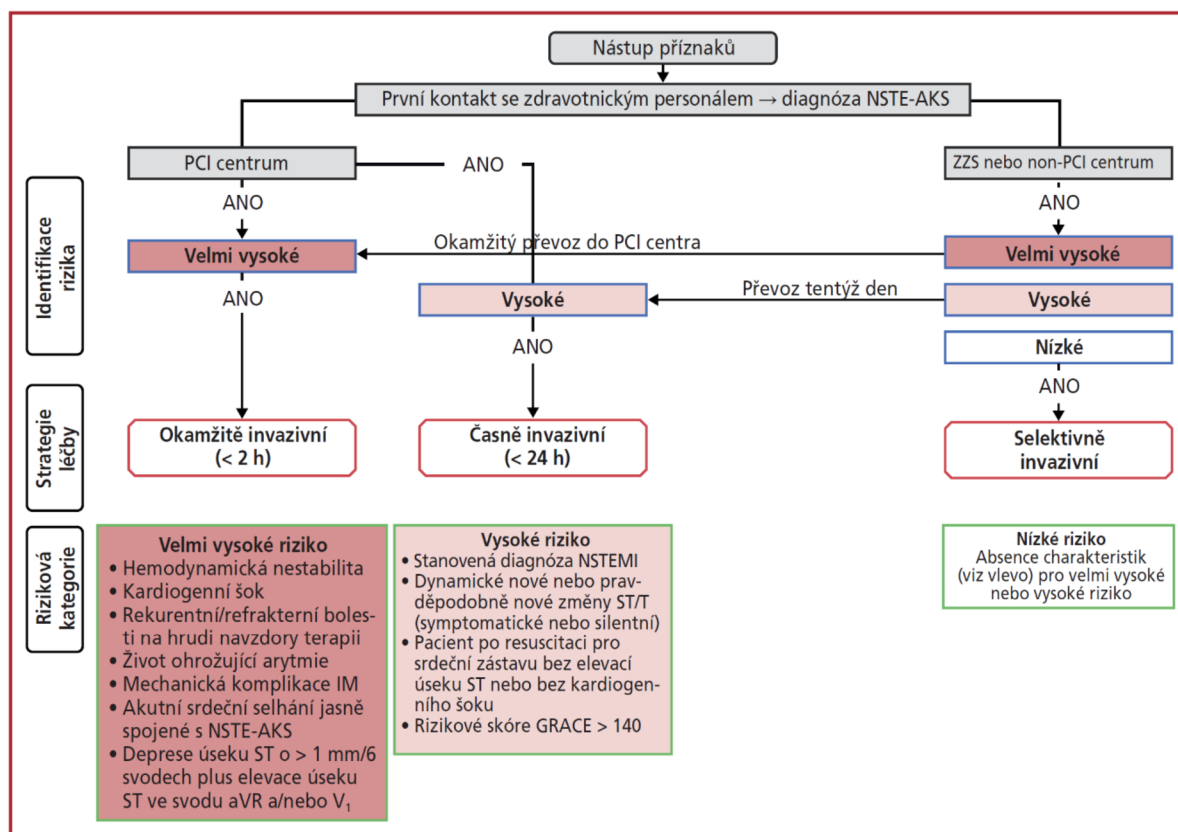 Nástup příznaků
První kontakt se zdravotnickým personálem → diagnóza NSTE-AKS
PCI centrum
ANO
ZZS nebo non-PCI centrum
ANO
ANO
Identifikace
rizika
Velmi vysoké
Okamžitý převoz do PCI centra
Velmi vysoké
ANO
Vysoké
Převoz tentýž den
Vysoké
ANO
Nízké
ANO
Strategie
léčby
Okamžitě invazivní
(< 2 h)
Časně invazivní
(< 24 h)
Selektivně
invazivní
Riziková
kategorie
Velmi vysoké riziko
• Hemodynamická nestabilita
• Kardiogenní šok
• Rekurentní/refrakterní boles-
ti na hrudi navzdory terapii
• Život ohrožující arytmie
• Mechanická komplikace IM
• Akutní srdeční selhání jasně
spojené s NSTE-AKS
• Deprese úseku ST o > 1 mm/6
svodech plus elevace úseku
ST ve svodu aVR a/nebo V₁
Vysoké riziko
• Stanovená diagnóza NSTEMI
• Dynamické nové nebo prav-
děpodobně nové změny ST/T
(symptomatické nebo silentní)
• Pacient po resuscitaci pro
srdeční zástavu bez elevací
úseku ST nebo bez kardiogen-
ního šoku
• Rizikové skóre GRACE > 140
Nízké riziko
Absence charakteristik
(viz vlevo) pro velmi vysoké
nebo vysoké riziko